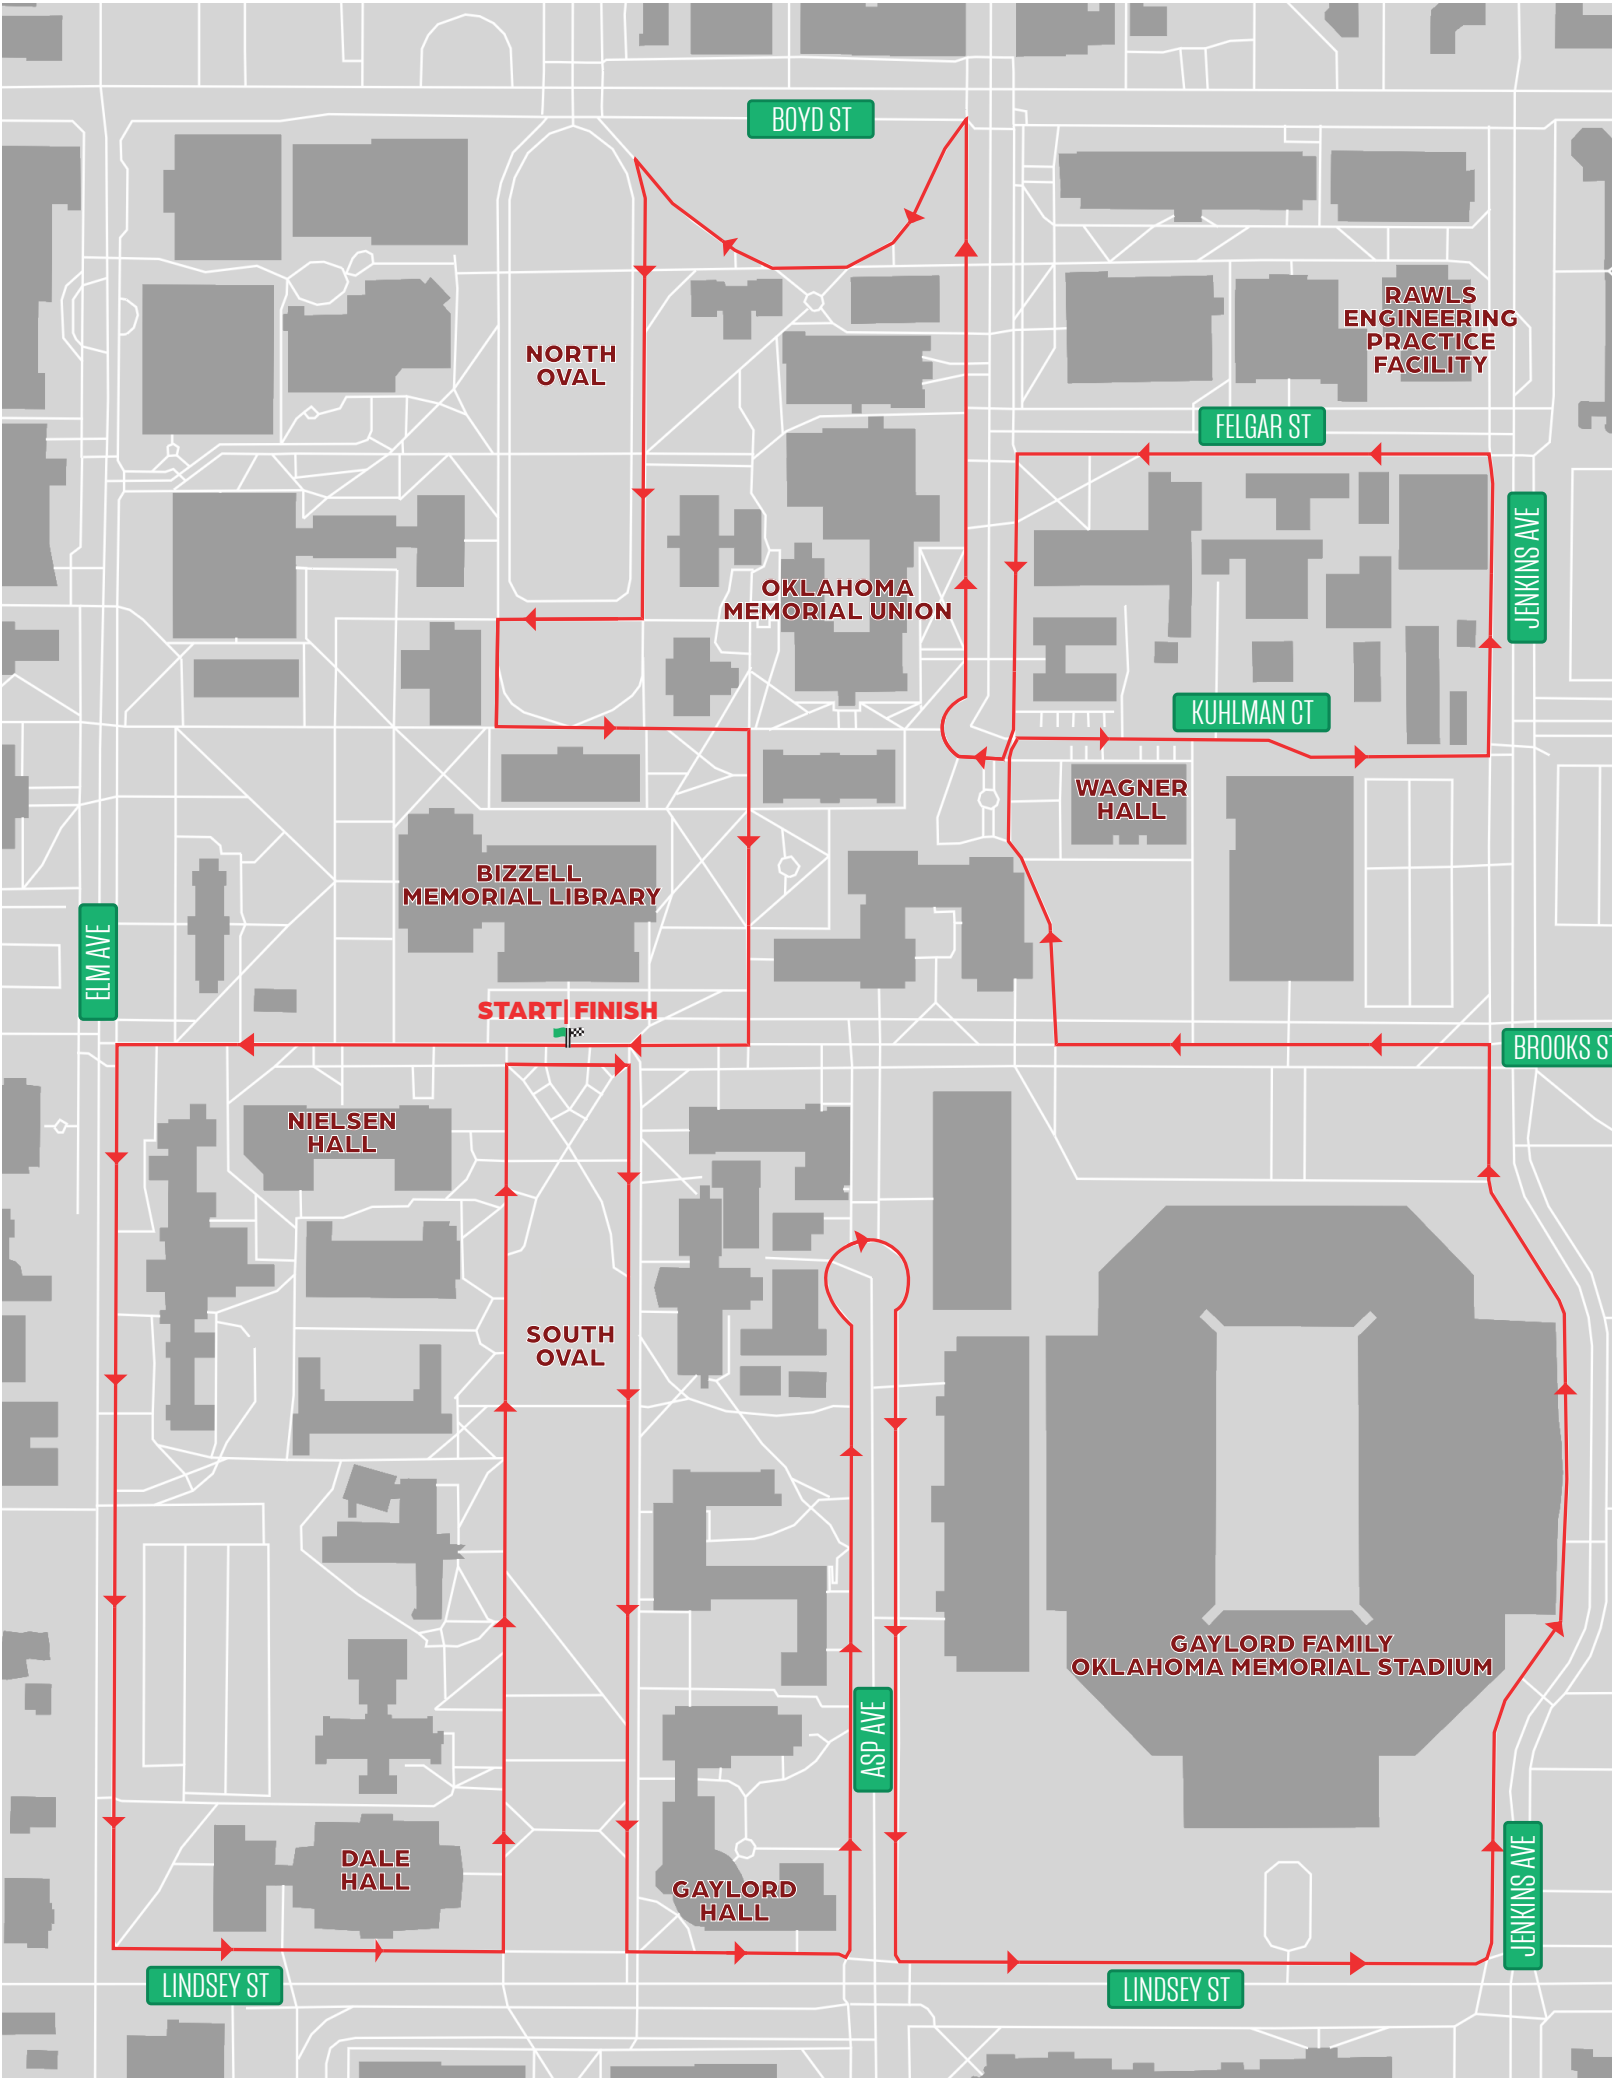 BOYD ST
RAWLS
ENGINEERING
PRACTICE
FACILITY
NORTH
OVAL
FELGAR ST
JENKINS AVE
OKLAHOMA
MEMORIAL UNION
KUHLMAN CT
WAGNER
HALL
BIZZELL
MEMORIAL LIBRARY
ELM AVE
START|FINISH
BROOKS ST
NIELSEN
HALL
SOUTH
OVAL
GAYLORD FAMILY
OKLAHOMA MEMORIAL STADIUM
ASP AVE
DALE
HALL
GAYLORD
HALL
JENKINS AVE
LINDSEY ST
LINDSEY ST